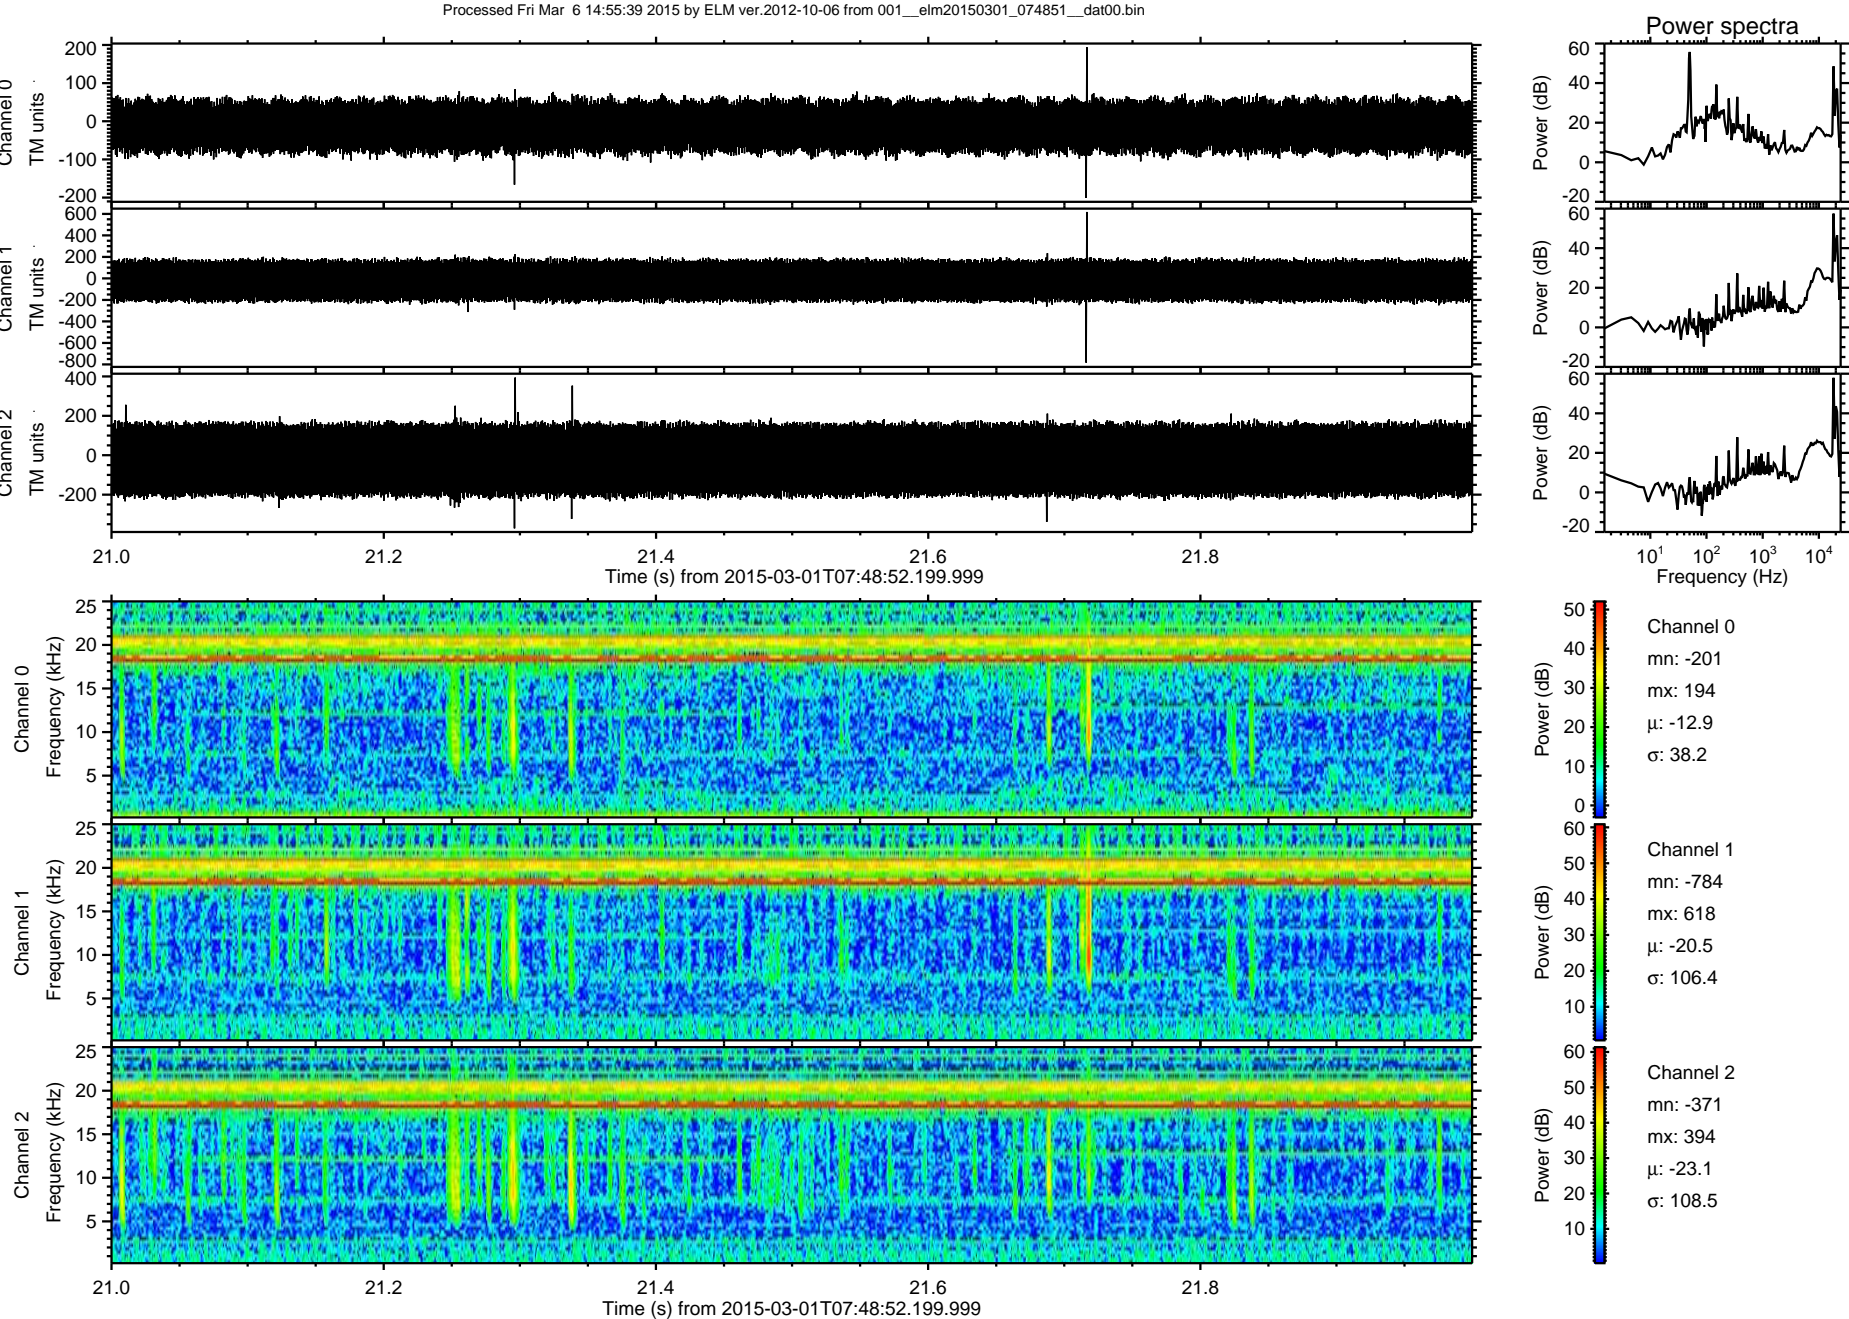 Processed Fri Mar 6 14:55:39 2015 by ELM ver.2012-10-06 from 001__elm20150301_074851__dat00.bin
Power spectra
Channel 0
TM units
200
100
0
-100
-200
Power (dB)
60
40
20
0
-20
Channel 1
TM units
600
400
200
0
-200
-400
-600
-800
Power (dB)
60
40
20
0
-20
Channel 2
TM units
400
200
0
-200
Power (dB)
60
40
20
0
-20
21.0 21.2 21.4 21.6 21.8
Time (s) from 2015-03-01T07:48:52.199.999
10¹ 10² 10³ 10⁴
Frequency (Hz)
Channel 0
Frequency (kHz)
25
20
15
10
5
Power (dB)
50
40
30
20
10
0
Channel 0
mn: -201
mx: 194
µ: -12.9
σ: 38.2
Channel 1
Frequency (kHz)
25
20
15
10
5
Power (dB)
60
50
40
30
20
10
Channel 1
mn: -784
mx: 618
µ: -20.5
σ: 106.4
Channel 2
Frequency (kHz)
25
20
15
10
5
Power (dB)
60
50
40
30
20
10
Channel 2
mn: -371
mx: 394
µ: -23.1
σ: 108.5
21.0 21.2 21.4 21.6 21.8
Time (s) from 2015-03-01T07:48:52.199.999